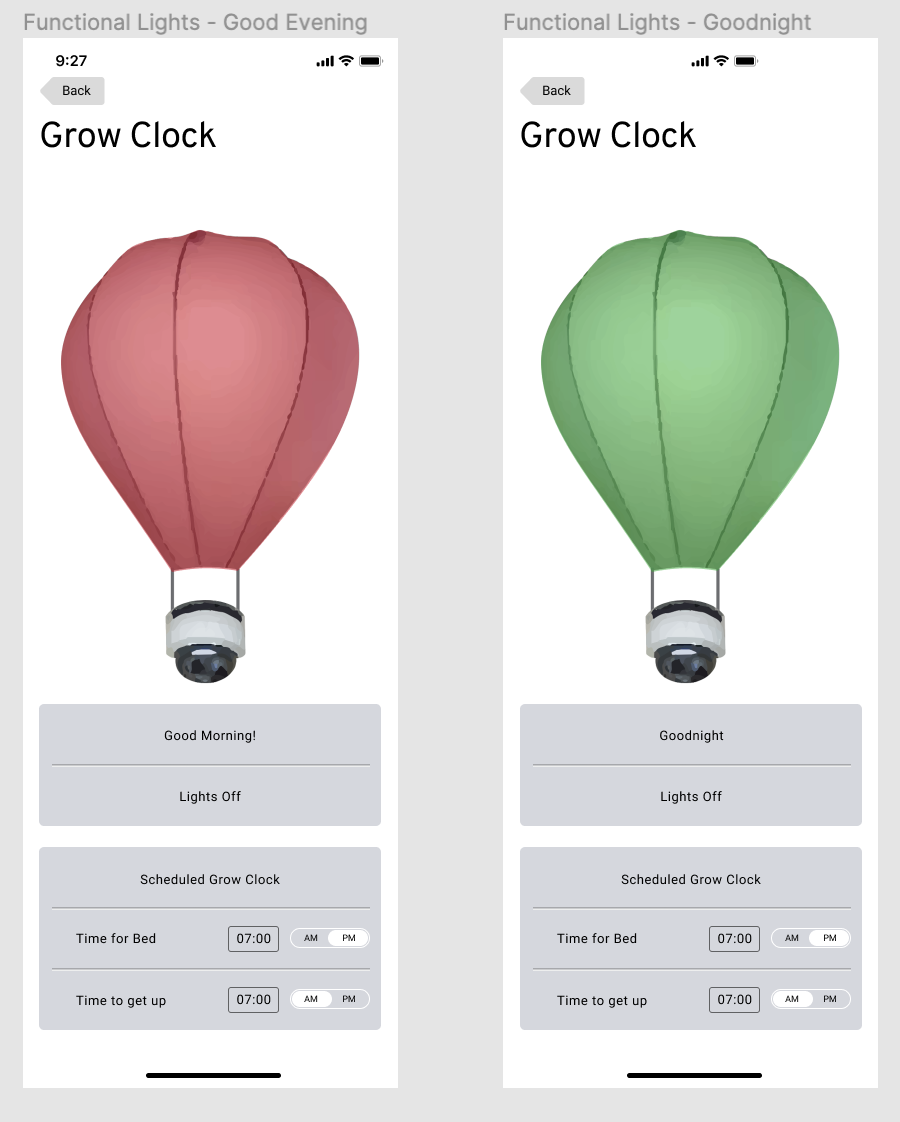 Functional Lights - Good Evening
9:27
Back
Grow Clock
Good Morning!
Lights Off
Scheduled Grow Clock
Time for Bed 07:00 AM PM
Time to get up 07:00 AM PM
Functional Lights - Goodnight
Back
Grow Clock
Goodnight
Lights Off
Scheduled Grow Clock
Time for Bed 07:00 AM PM
Time to get up 07:00 AM PM